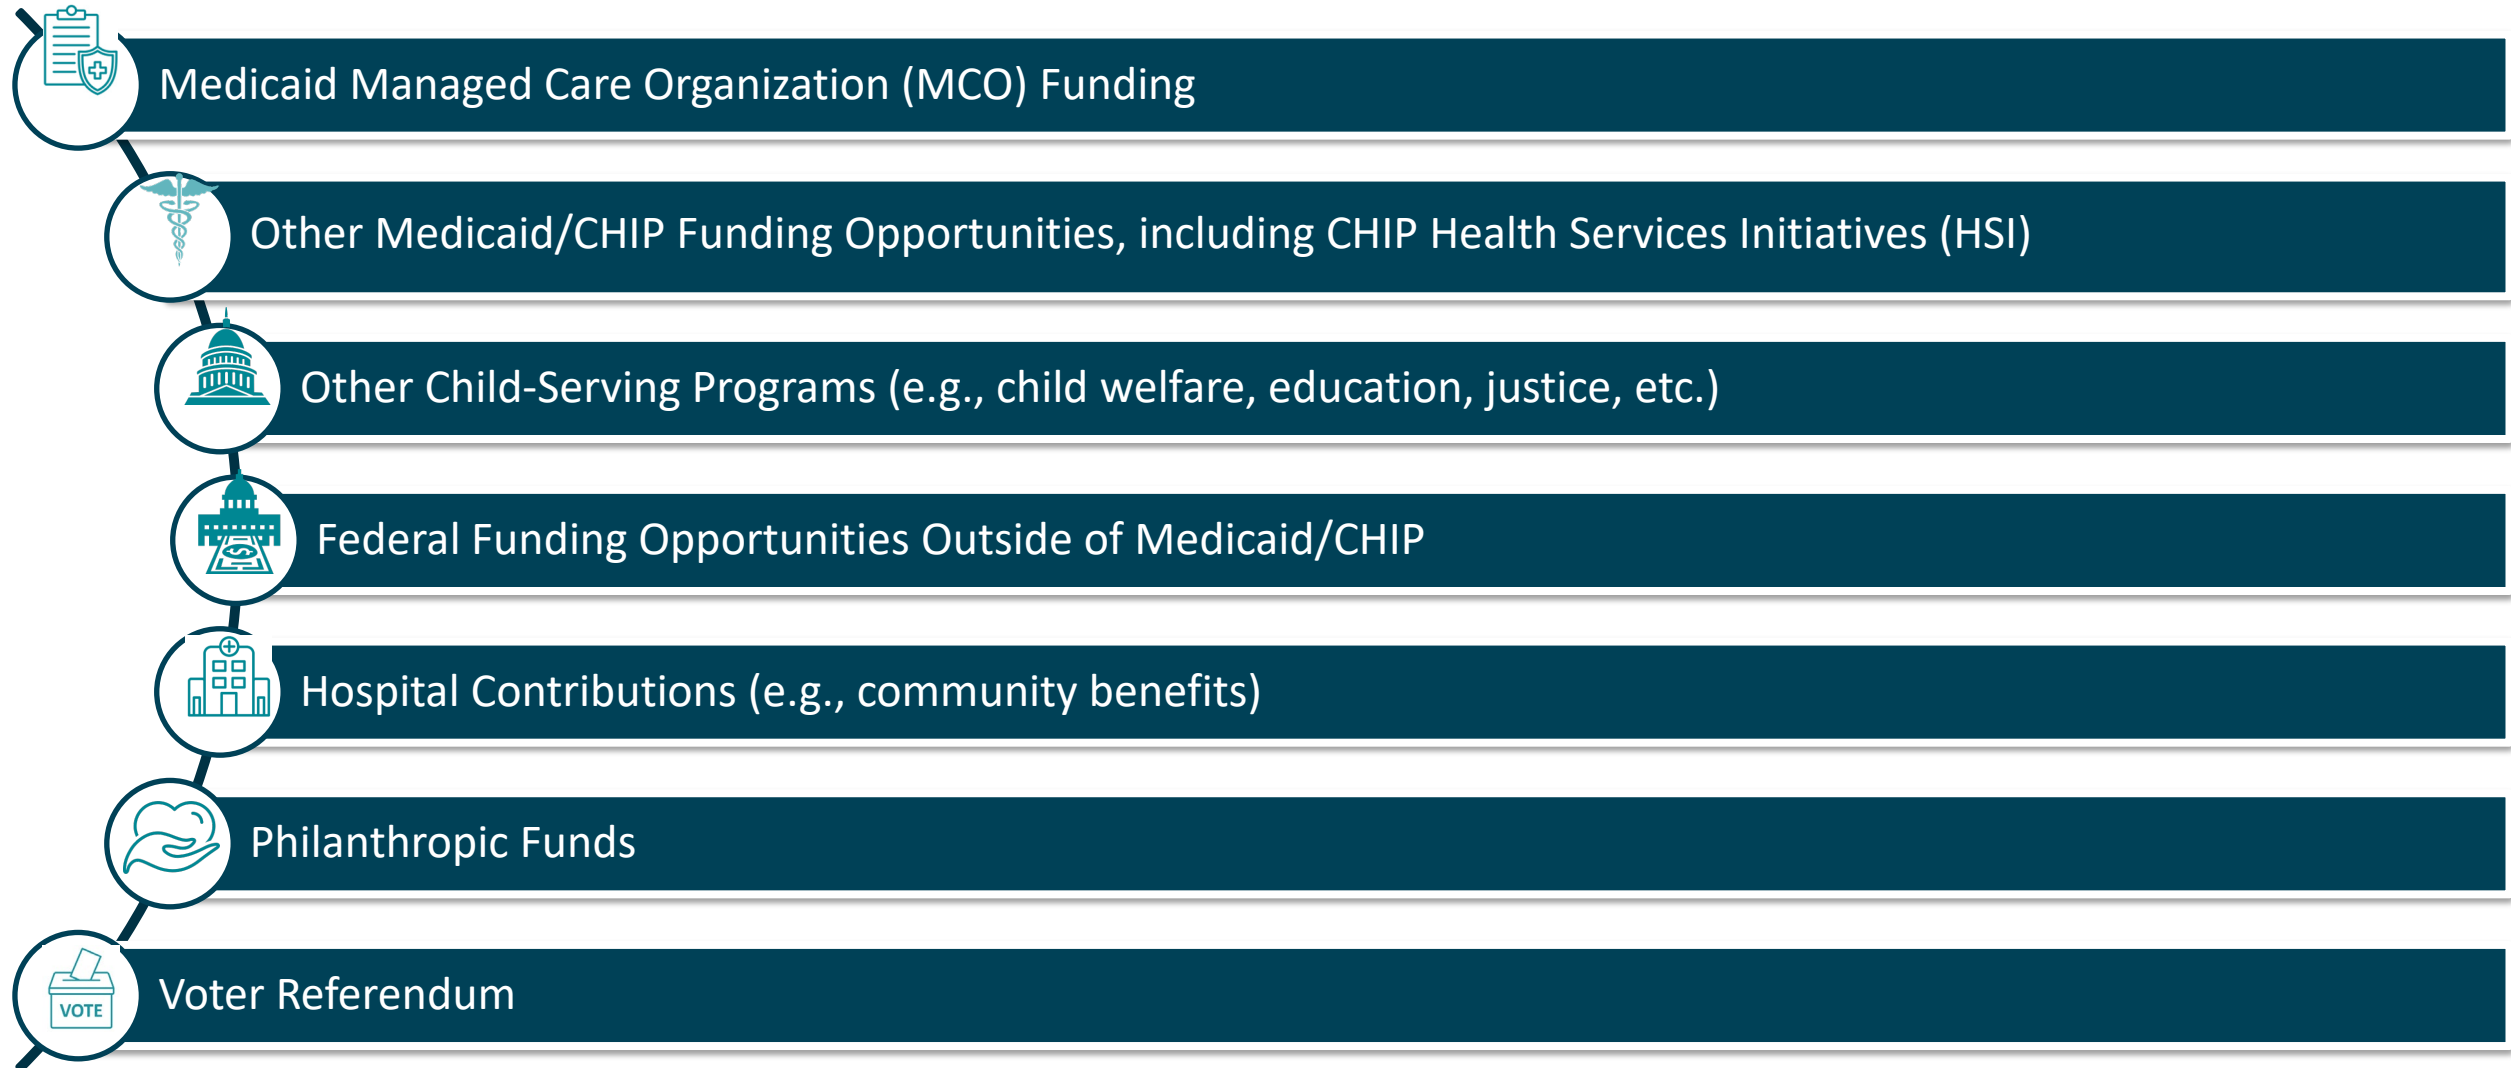 Medicaid Managed Care Organization (MCO) Funding
Other Medicaid/CHIP Funding Opportunities, including CHIP Health Services Initiatives (HSI)
Other Child-Serving Programs (e.g., child welfare, education, justice, etc.)
Federal Funding Opportunities Outside of Medicaid/CHIP
Hospital Contributions (e.g., community benefits)
Philanthropic Funds
VOTE
Voter Referendum